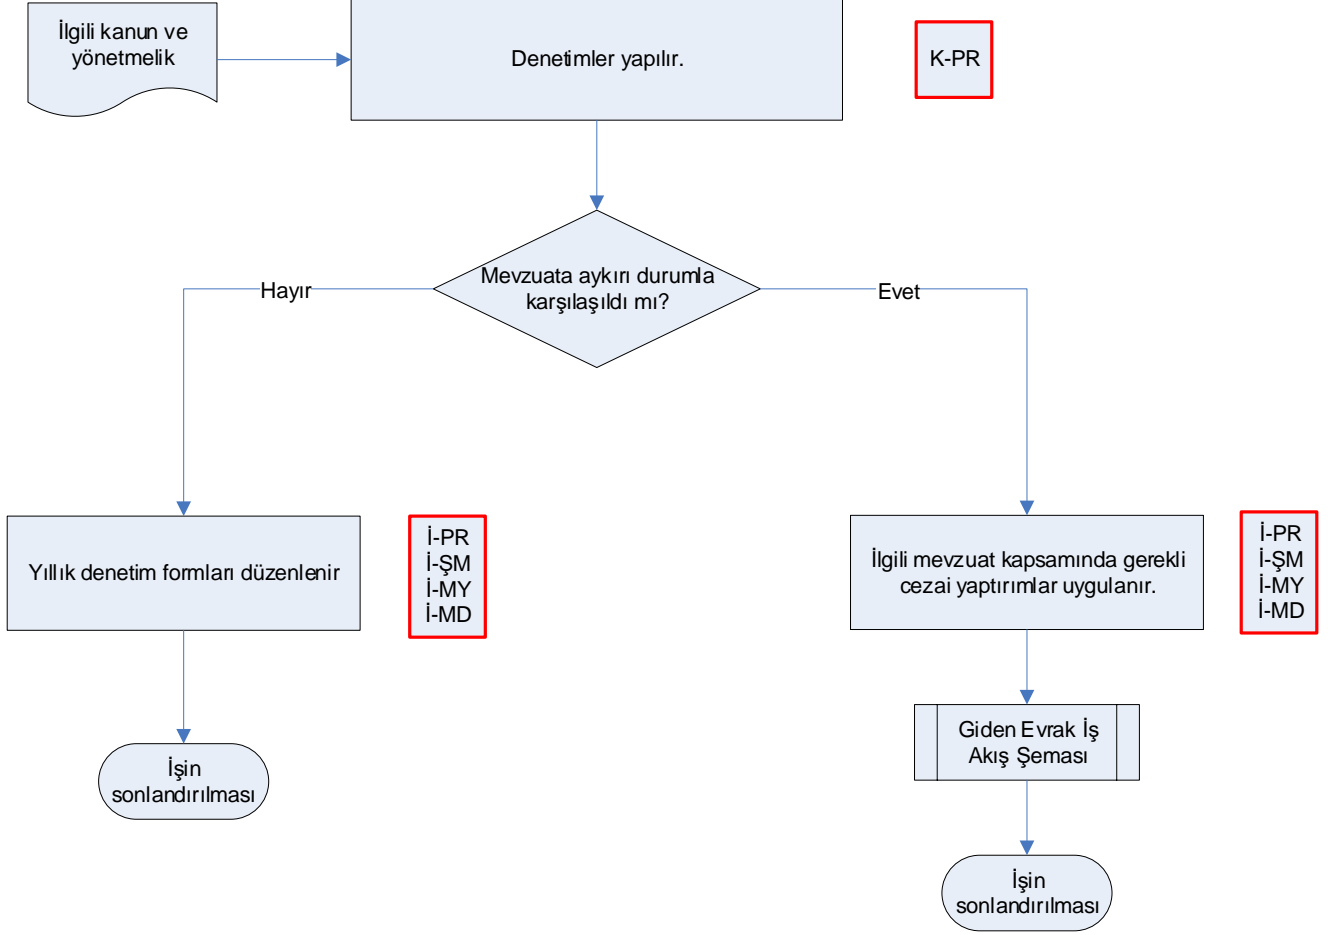 İlgili kanun ve
yönetmelik
Denetimler yapılır.
K-PR
Mevzuata aykırı durumla
karşılaşıldı mı?
Hayır
Evet
Yıllık denetim formları düzenlenir
İ-PR
İ-ŞM
İ-MY
İ-MD
İlgili mevzuat kapsamında gerekli
cezai yaptırımlar uygulanır.
İ-PR
İ-ŞM
İ-MY
İ-MD
Giden Evrak İş
Akış Şeması
İşin
sonlandırılması
İşin
sonlandırılması